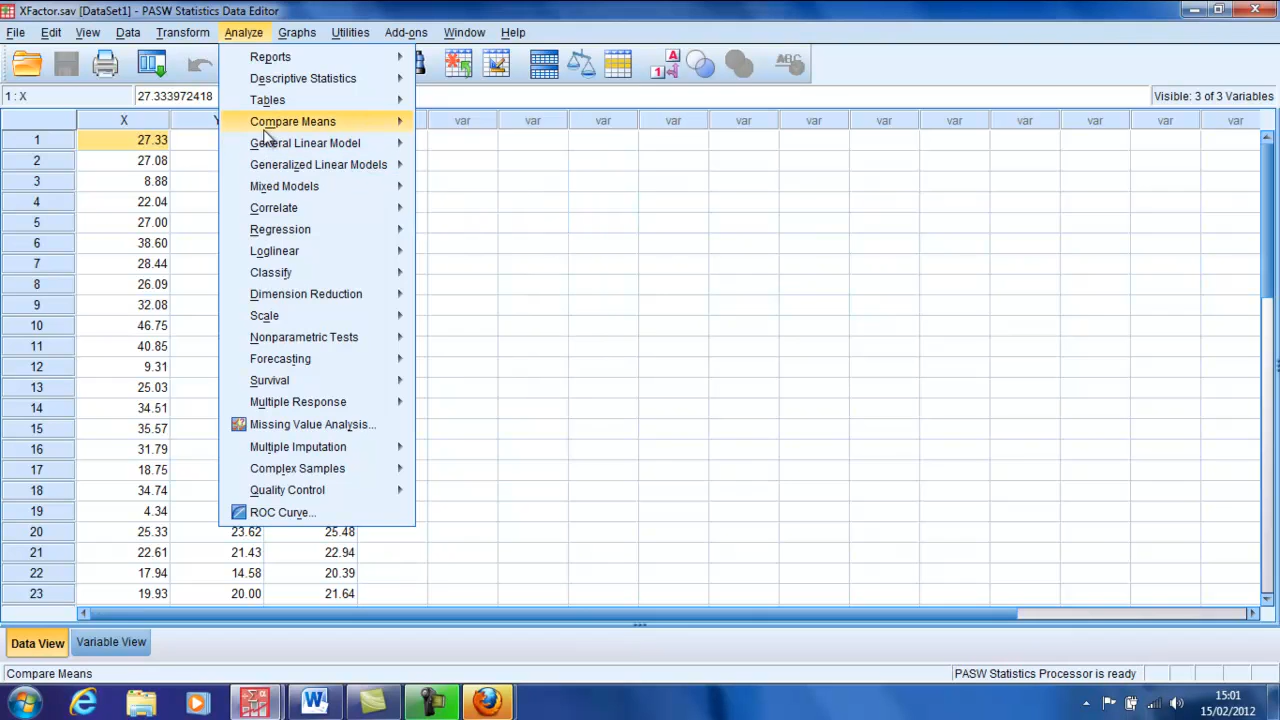 XFactor.sav [DataSet1] - PASW Statistics Data Editor
File Edit View Data Transform Analyze Graphs Utilities Add-ons Window Help
1 : X 27.333972418 Visible: 3 of 3 Variables
X Y var var var var var var var var var var var var
1 27.33
2 27.08
3 8.88
4 22.04
5 27.00
6 38.60
7 28.44
8 26.09
9 32.08
10 46.75
11 40.85
12 9.31
13 25.03
14 34.51
15 35.57
16 31.79
17 18.75
18 34.74
19 4.34
20 25.33 23.62 25.48
21 22.61 21.43 22.94
22 17.94 14.58 20.39
23 19.93 20.00 21.64
Reports
Descriptive Statistics
Tables
Compare Means
General Linear Model
Generalized Linear Models
Mixed Models
Correlate
Regression
Loglinear
Classify
Dimension Reduction
Scale
Nonparametric Tests
Forecasting
Survival
Multiple Response
Missing Value Analysis...
Multiple Imputation
Complex Samples
Quality Control
ROC Curve...
Data View Variable View
Compare Means PASW Statistics Processor is ready
15:01
15/02/2012